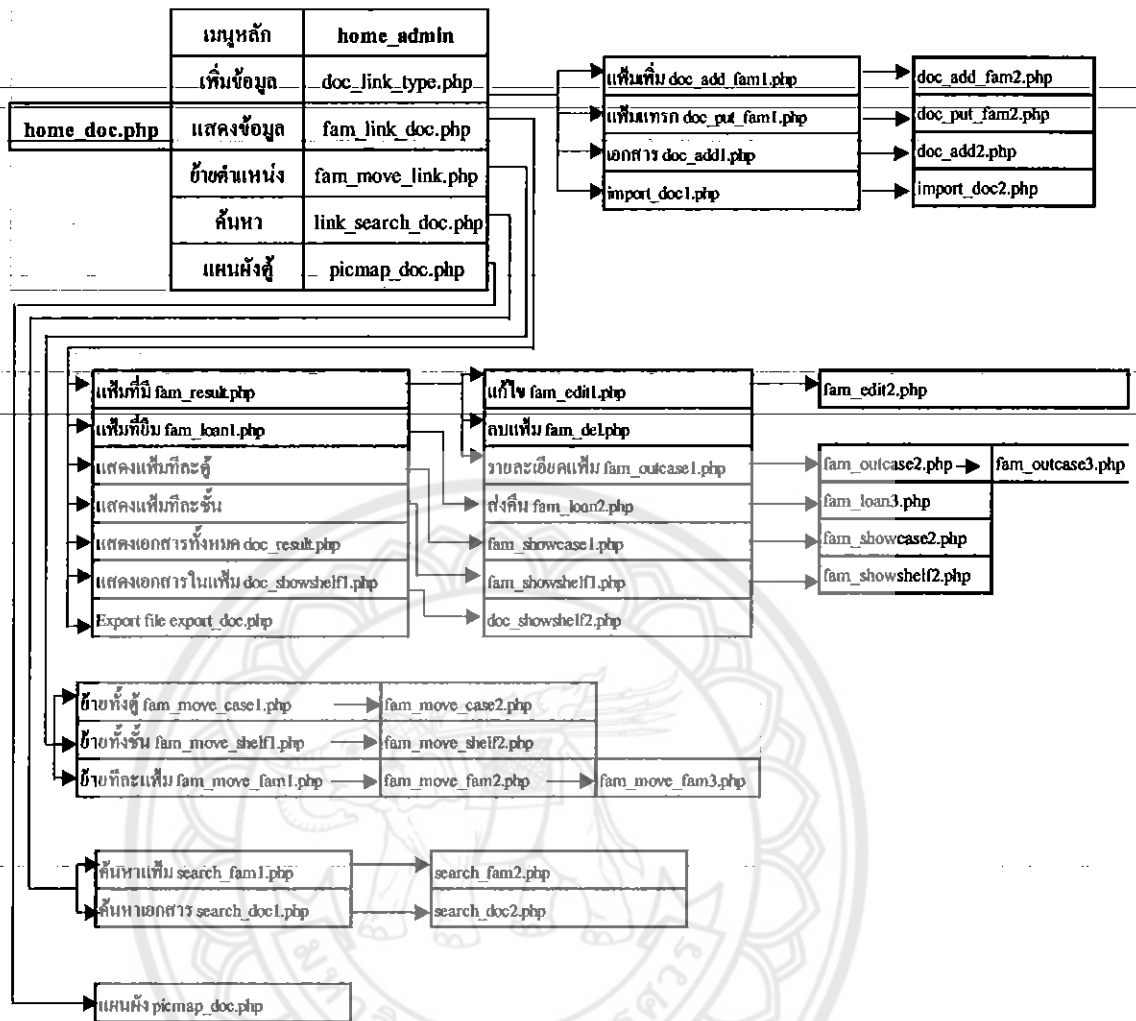 เมนูหลัก home_admin
เพิ่มข้อมูล doc_link_type.php
home_doc.php แสดงข้อมูล fam_link_doc.php
ย้ายตำแหน่ง fam_move_link.php
ค้นหา link_search_doc.php
แผนผังตู้ picmap_doc.php
แฟ้มเพิ่ม doc_add_fam1.php doc_add_fam2.php
แฟ้มแทรก doc_put_fam1.php doc_put_fam2.php
เอกสาร doc_add1.php doc_add2.php
import_doc1.php import_doc2.php
แฟ้มที่มี fam_result.php แก้ไข fam_edit1.php fam_edit2.php
แฟ้มที่ยืม fam_loan1.php ลบแฟ้ม fam_del.php
แสดงแฟ้มทีละตู้ รายละเอียดแฟ้ม fam_outcase1.php fam_outcase2.php fam_outcase3.php
แสดงแฟ้มทีละชั้น ส่งคืน fam_loan2.php fam_loan3.php
แสดงเอกสารทั้งหมด doc_result.php fam_showcase1.php fam_showcase2.php
แสดงเอกสารในแฟ้ม doc_showshelf1.php fam_showshelf1.php fam_showshelf2.php
Export file export_doc.php doc_showshelf2.php
ย้ายทั้งตู้ fam_move_case1.php fam_move_case2.php
ย้ายทั้งชั้น fam_move_shelf1.php fam_move_shelf2.php
ย้ายทีละแฟ้ม fam_move_fam1.php fam_move_fam2.php fam_move_fam3.php
ค้นหาแฟ้ม search_fam1.php search_fam2.php
ค้นหาเอกสาร search_doc1.php search_doc2.php
แผนผัง picmap_doc.php